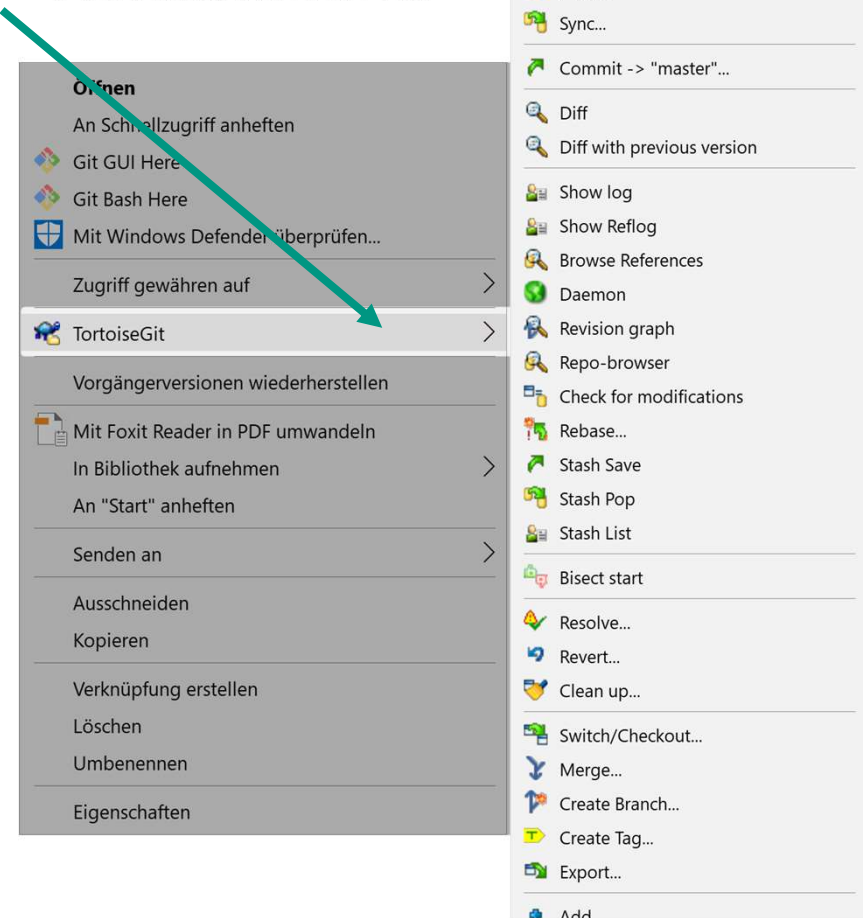 Öffnen
An Schnellzugriff anheften
Git GUI Here
Git Bash Here
Mit Windows Defender überprüfen...
Zugriff gewähren auf
TortoiseGit
Vorgängerversionen wiederherstellen
Mit Foxit Reader in PDF umwandeln
In Bibliothek aufnehmen
An "Start" anheften
Senden an
Ausschneiden
Kopieren
Verknüpfung erstellen
Löschen
Umbenennen
Eigenschaften
Sync...
Commit -> "master"...
Diff
Diff with previous version
Show log
Show Reflog
Browse References
Daemon
Revision graph
Repo-browser
Check for modifications
Rebase...
Stash Save
Stash Pop
Stash List
Bisect start
Resolve...
Revert...
Clean up...
Switch/Checkout...
Merge...
Create Branch...
Create Tag...
Export...